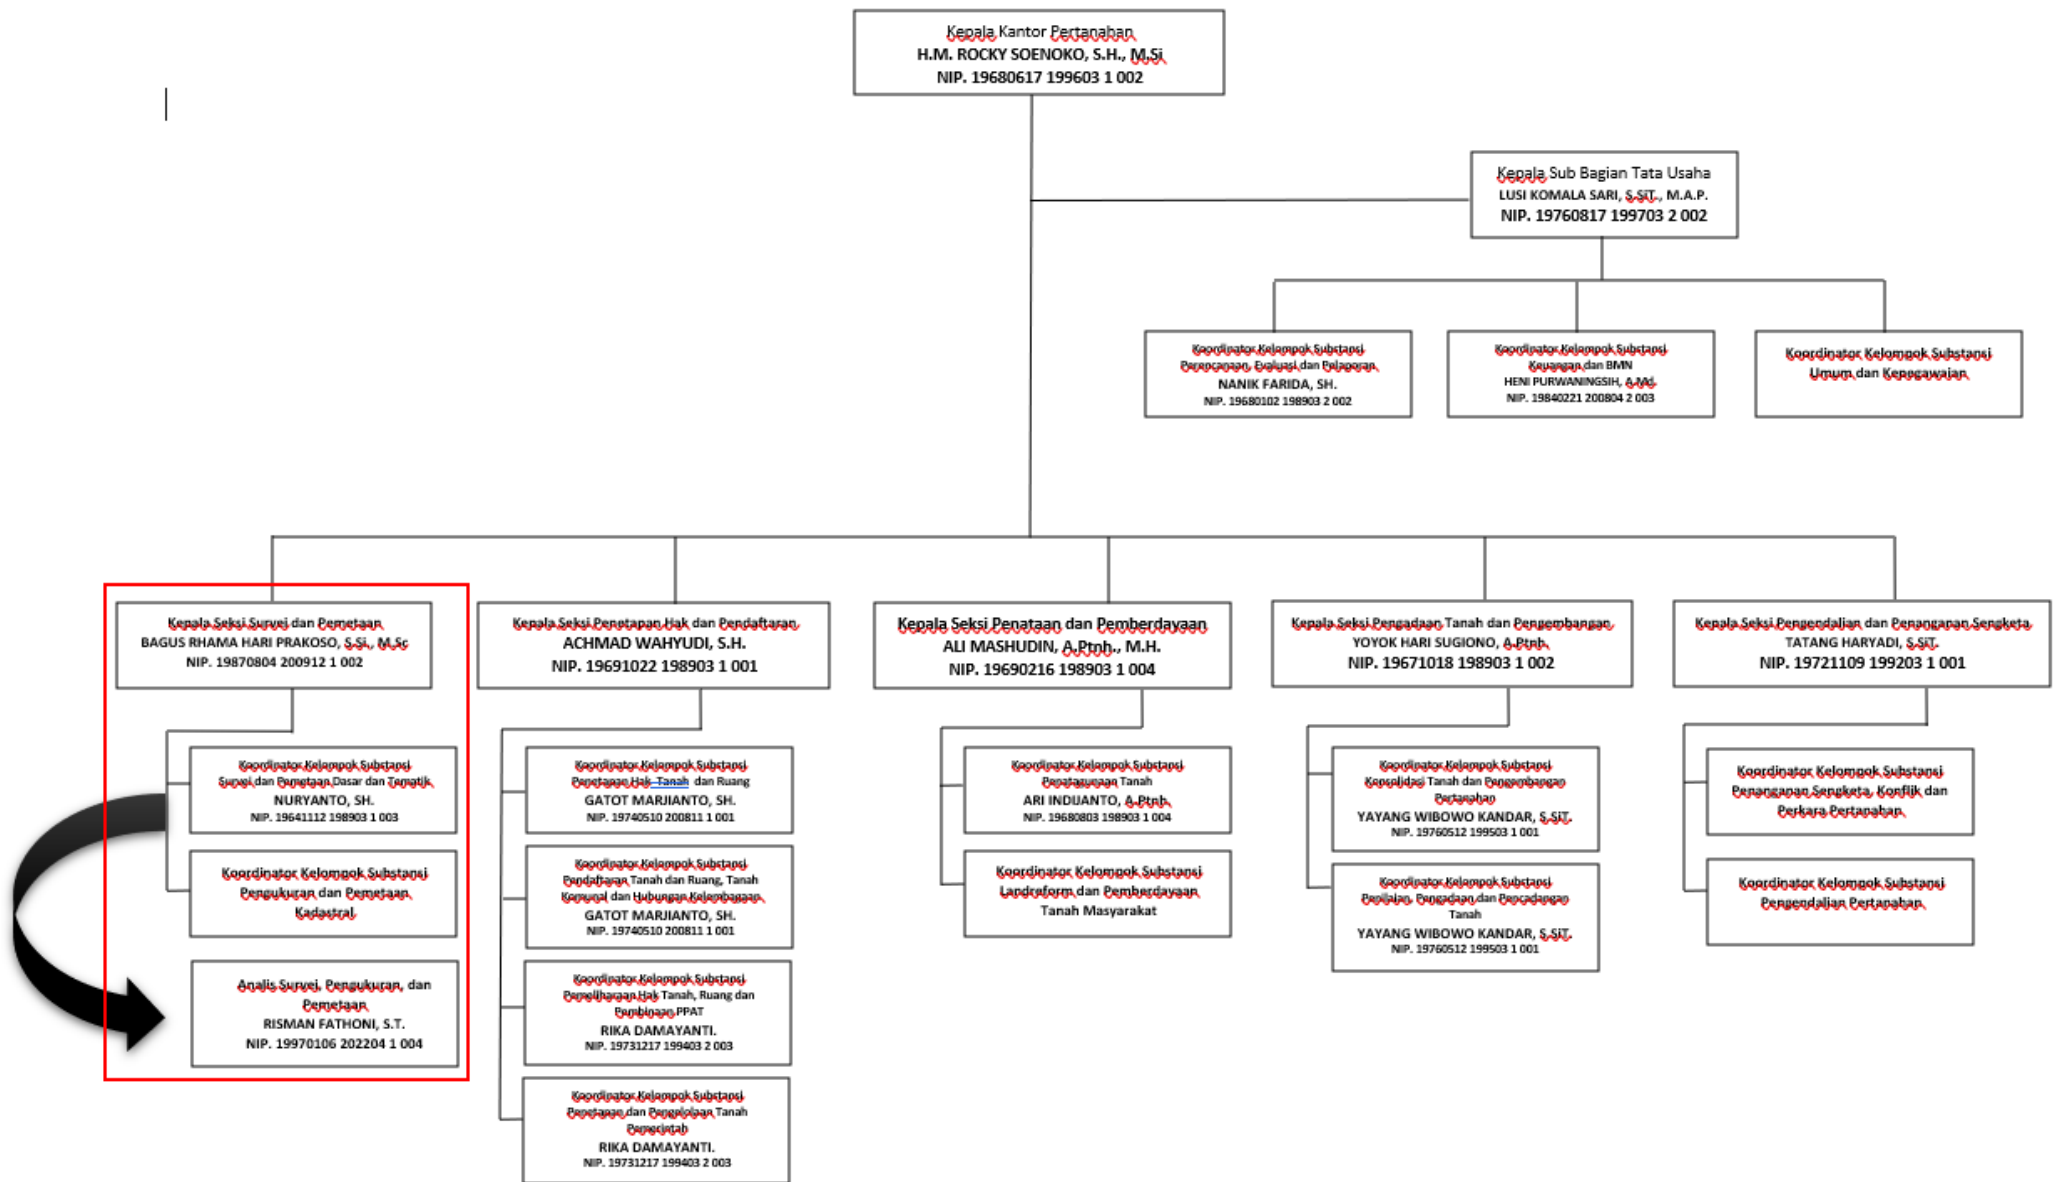 Kepala Kantor Pertanahan
H.M. ROCKY SOENOKO, S.H., M.Si
NIP. 19680617 199603 1 002
Kepala Sub Bagian Tata Usaha
LUSI KOMALA SARI, S.SiT., M.A.P.
NIP. 19760817 199703 2 002
Koordinator Kelompok Substansi
Perencanaan, Evaluasi dan Pelaporan
NANIK FARIDA, SH.
NIP. 19680102 198903 2 002
Koordinator Kelompok Substansi
Keuangan dan BMN
HENI PURWANINGSIH, A.Md.
NIP. 19840221 200804 2 003
Koordinator Kelompok Substansi
Umum dan Kepegawaian
Kepala Seksi Survei dan Pemetaan
BAGUS RHAMA HARI PRAKOSO, S.Si., M.Sc
NIP. 19870804 200912 1 002
Koordinator Kelompok Substansi
Survei dan Pemetaan Dasar dan Tematik
NURYANTO, SH.
NIP. 19641112 198903 1 003
Koordinator Kelompok Substansi
Pengukuran dan Pemetaan
Kadastral
Analis Survei, Pengukuran, dan
Pemetaan
RISMAN FATHONI, S.T.
NIP. 19970106 202204 1 004
Kepala Seksi Penetapan Hak dan Pendaftaran
ACHMAD WAHYUDI, S.H.
NIP. 19691022 198903 1 001
Koordinator Kelompok Substansi
Penetapan Hak Tanah dan Ruang
GATOT MARJIANTO, SH.
NIP. 19740510 200811 1 001
Koordinator Kelompok Substansi
Pendaftaran Tanah dan Ruang, Tanah
Komunal dan Hubungan Kelembagaan
GATOT MARJIANTO, SH.
NIP. 19740510 200811 1 001
Koordinator Kelompok Substansi
Pemeliharaan Hak Tanah, Ruang dan
Pembinaan PPAT
RIKA DAMAYANTI.
NIP. 19731217 199403 2 003
Koordinator Kelompok Substansi
Penetapan dan Pengelolaan Tanah
Pemerintah
RIKA DAMAYANTI.
NIP. 19731217 199403 2 003
Kepala Seksi Penataan dan Pemberdayaan
ALI MASHUDIN, A.Ptnh., M.H.
NIP. 19690216 198903 1 004
Koordinator Kelompok Substansi
Penatagunaan Tanah
ARI INDIJANTO, A.Ptnh.
NIP. 19680803 198903 1 004
Koordinator Kelompok Substansi
Landreform dan Pemberdayaan
Tanah Masyarakat
Kepala Seksi Pengadaan Tanah dan Pengembangan
YOYOK HARI SUGIONO, A.Ptnh.
NIP. 19671018 198903 1 002
Koordinator Kelompok Substansi
Konsolidasi Tanah dan Pengembangan
Pertanahan
YAYANG WIBOWO KANDAR, S.SiT.
NIP. 19760512 199503 1 001
Koordinator Kelompok Substansi
Penilaian, Pengadaan dan Pencadangan
Tanah
YAYANG WIBOWO KANDAR, S.SiT.
NIP. 19760512 199503 1 001
Kepala Seksi Pengendalian dan Penanganan Sengketa
TATANG HARYADI, S.SiT.
NIP. 19721109 199203 1 001
Koordinator Kelompok Substansi
Penanganan Sengketa, Konflik dan
Perkara Pertanahan
Koordinator Kelompok Substansi
Pengendalian Pertanahan